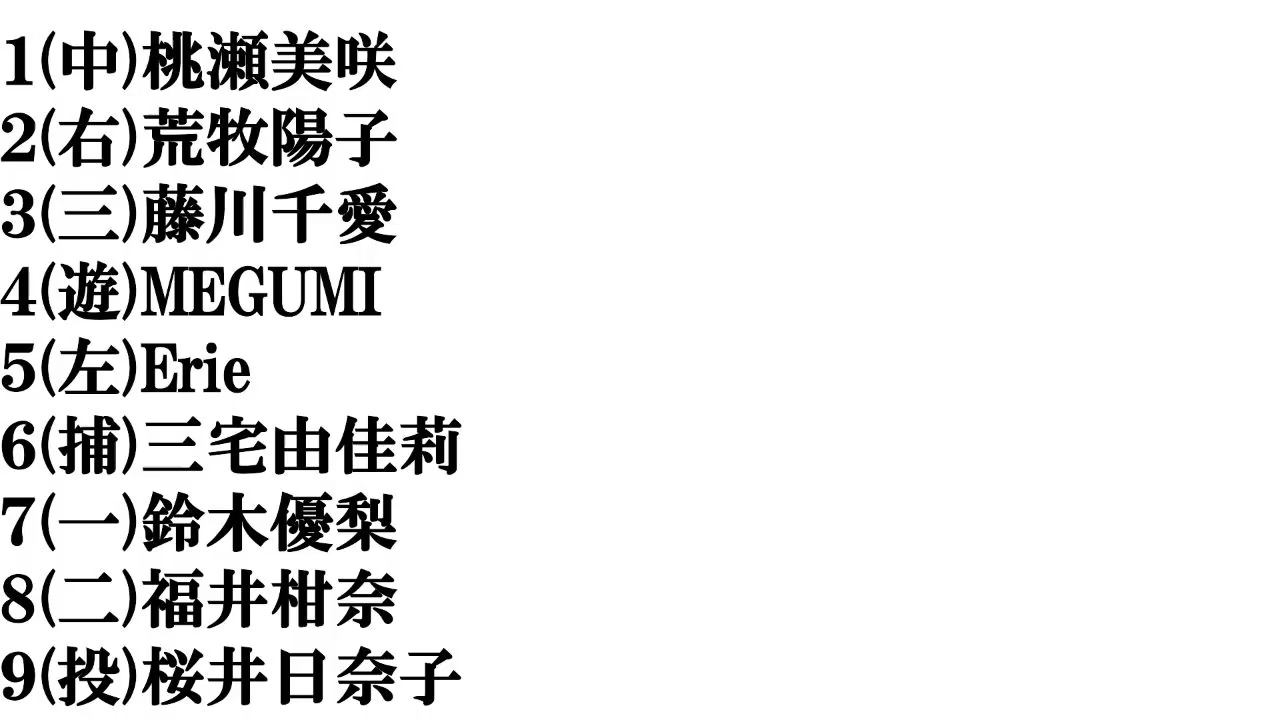 1(中)桃瀬美咲
2(右)荒牧陽子
3(三)藤川千愛
4(遊)MEGUMI
5(左)Erie
6(捕)三宅由佳莉
7(一)鈴木優梨
8(二)福井柑奈
9(投)桜井日奈子